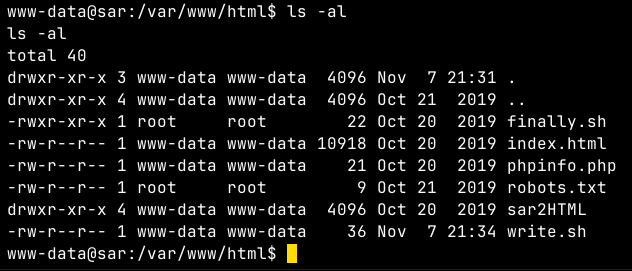 www-data@sar:/var/www/html$ ls -al
ls -al
total 40
drwxr-xr-x 3 www-data www-data  4096 Nov  7 21:31 .
drwxr-xr-x 4 www-data www-data  4096 Oct 21  2019 ..
-rwxr-xr-x 1 root     root        22 Oct 20  2019 finally.sh
-rw-r--r-- 1 www-data www-data 10918 Oct 20  2019 index.html
-rw-r--r-- 1 www-data www-data    21 Oct 20  2019 phpinfo.php
-rw-r--r-- 1 root     root         9 Oct 21  2019 robots.txt
drwxr-xr-x 4 www-data www-data  4096 Oct 20  2019 sar2HTML
-rw-r--r-- 1 www-data www-data    36 Nov  7 21:34 write.sh
www-data@sar:/var/www/html$